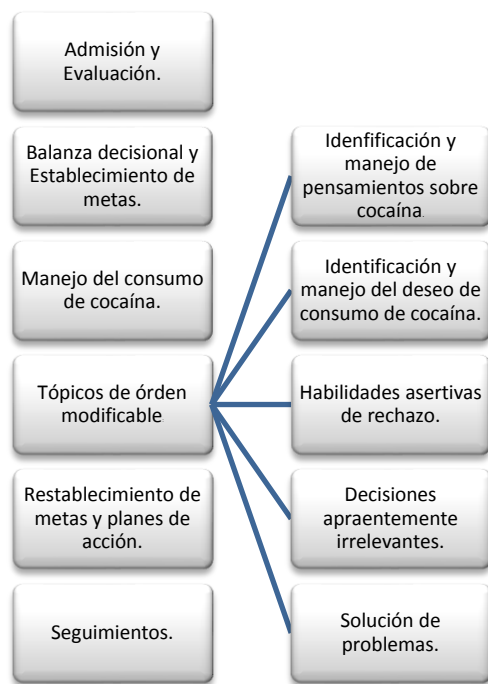 Admisión y
Evaluación.
Balanza decisional y
Establecimiento de
metas.
Manejo del consumo
de cocaína.
Tópicos de órden
modificable
Restablecimiento de
metas y planes de
acción.
Seguimientos.
Idenfificación y
manejo de
pensamientos sobre
cocaína.
Identificación y
manejo del deseo de
consumo de cocaína.
Habilidades asertivas
de rechazo.
Decisiones
apraentemente
irrelevantes.
Solución de
problemas.